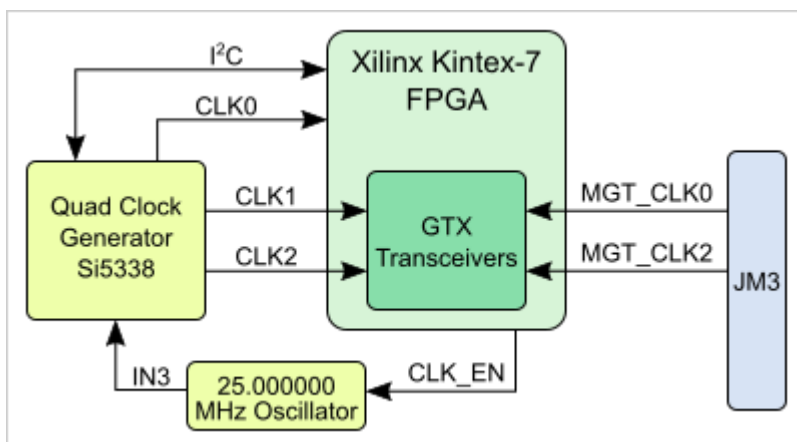 I²C
Xilinx Kintex-7
FPGA
CLK0
Quad Clock
Generator
Si5338
CLK1
CLK2
GTX
Transceivers
MGT_CLK0
MGT_CLK2
JM3
IN3
25.000000
MHz Oscillator
CLK_EN